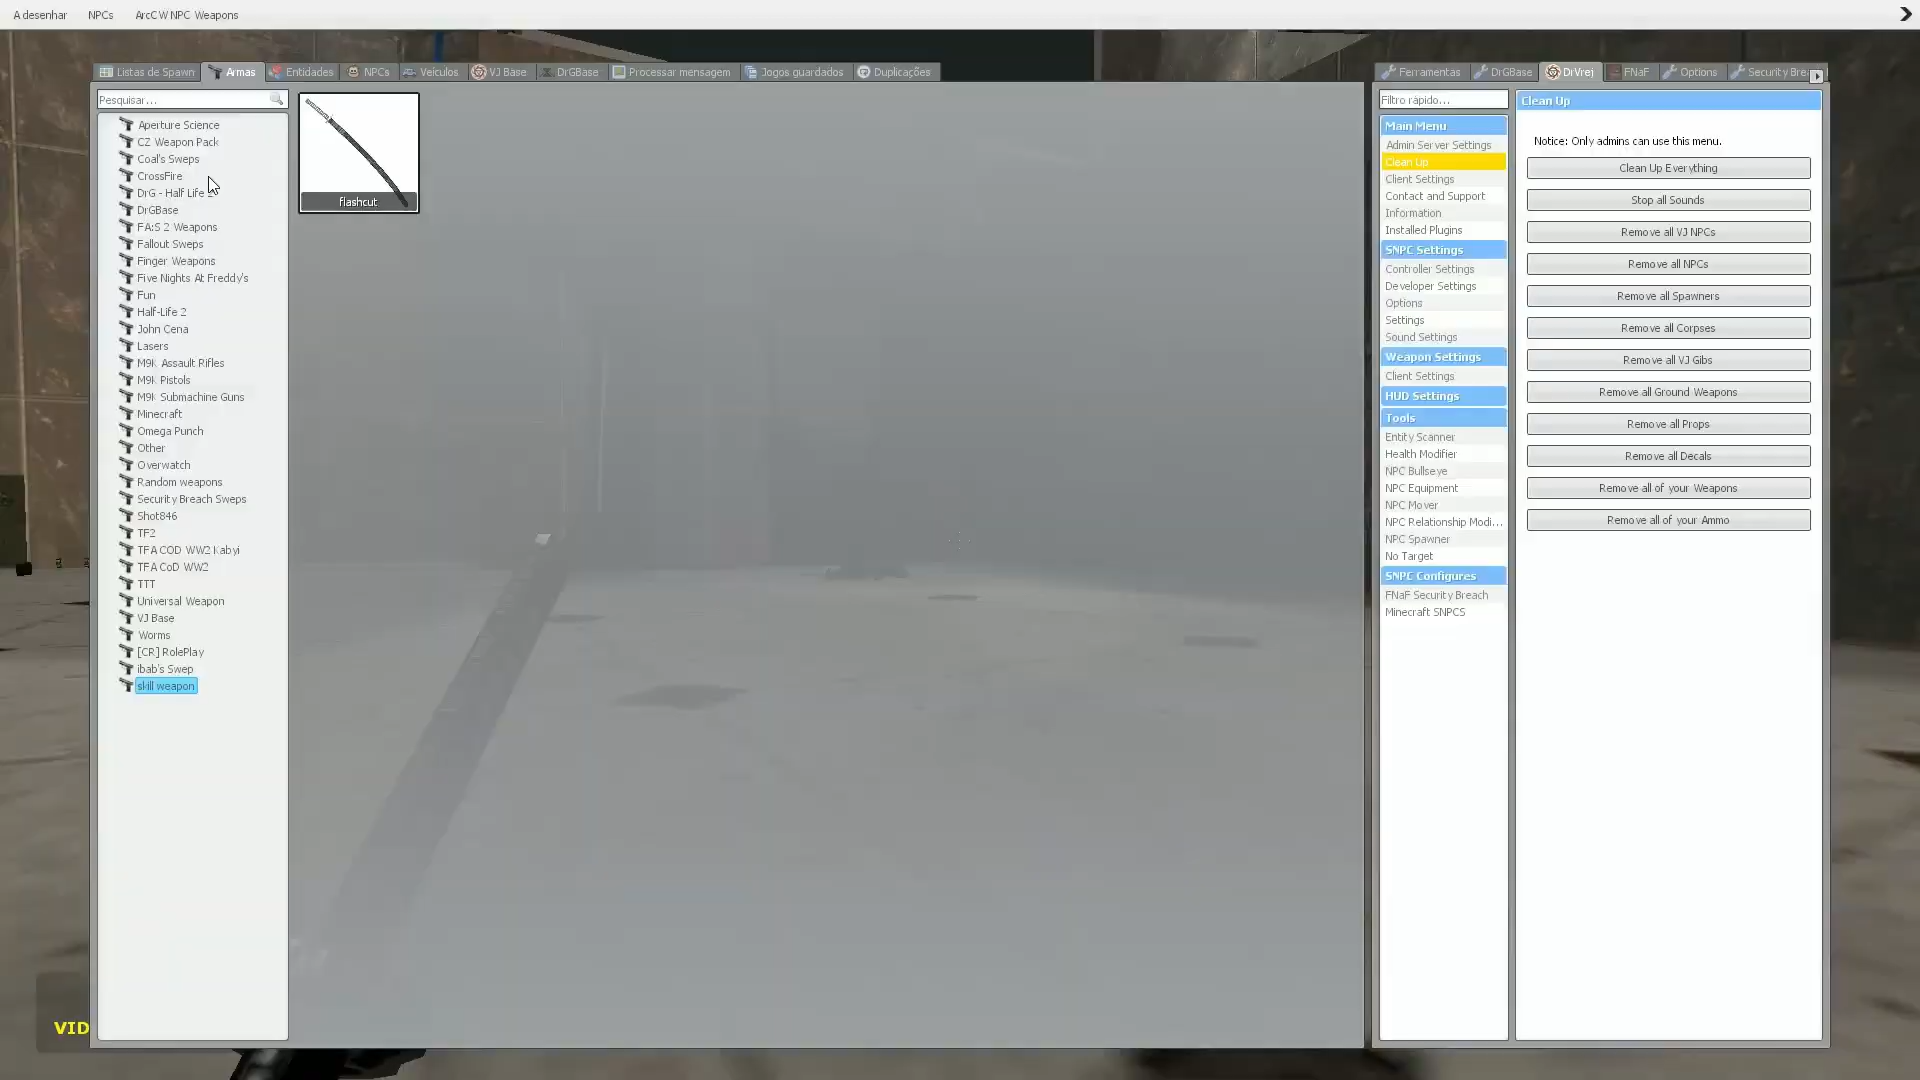 A desenhar NPCs ArcCW NPC Weapons
Listas de Spawn Armas Entidades NPCs Veículos VJ Base DrGBase Processar mensagem Jogos guardados Duplicações
Pesquisar...
Aperture Science
CZ Weapon Pack
Coal's Sweps
CrossFire
DrG - Half Life
DrGBase
FA:S 2 Weapons
Fallout Sweps
Finger Weapons
Five Nights At Freddy's
Fun
Half-Life 2
John Cena
Lasers
M9K Assault Rifles
M9K Pistols
M9K Submachine Guns
Minecraft
Omega Punch
Other
Overwatch
Random weapons
Security Breach Sweps
Shot846
TF2
TFA COD WW2 Kabyi
TFA CoD WW2
TTT
Universal Weapon
VJ Base
Worms
[CR] RolePlay
ibab's Swep
skill weapon
flashcut
VID
Ferramentas DrGBase DrVrej FNaF Options Security Brea
Filtro rápido...
Main Menu
Admin Server Settings
Clean Up
Client Settings
Contact and Support
Information
Installed Plugins
SNPC Settings
Controller Settings
Developer Settings
Options
Settings
Sound Settings
Weapon Settings
Client Settings
HUD Settings
Tools
Entity Scanner
Health Modifier
NPC Bullseye
NPC Equipment
NPC Mover
NPC Relationship Modi...
NPC Spawner
No Target
SNPC Configures
FNaF Security Breach
Minecraft SNPCS
Clean Up
Notice: Only admins can use this menu.
Clean Up Everything
Stop all Sounds
Remove all VJ NPCs
Remove all NPCs
Remove all Spawners
Remove all Corpses
Remove all VJ Gibs
Remove all Ground Weapons
Remove all Props
Remove all Decals
Remove all of your Weapons
Remove all of your Ammo